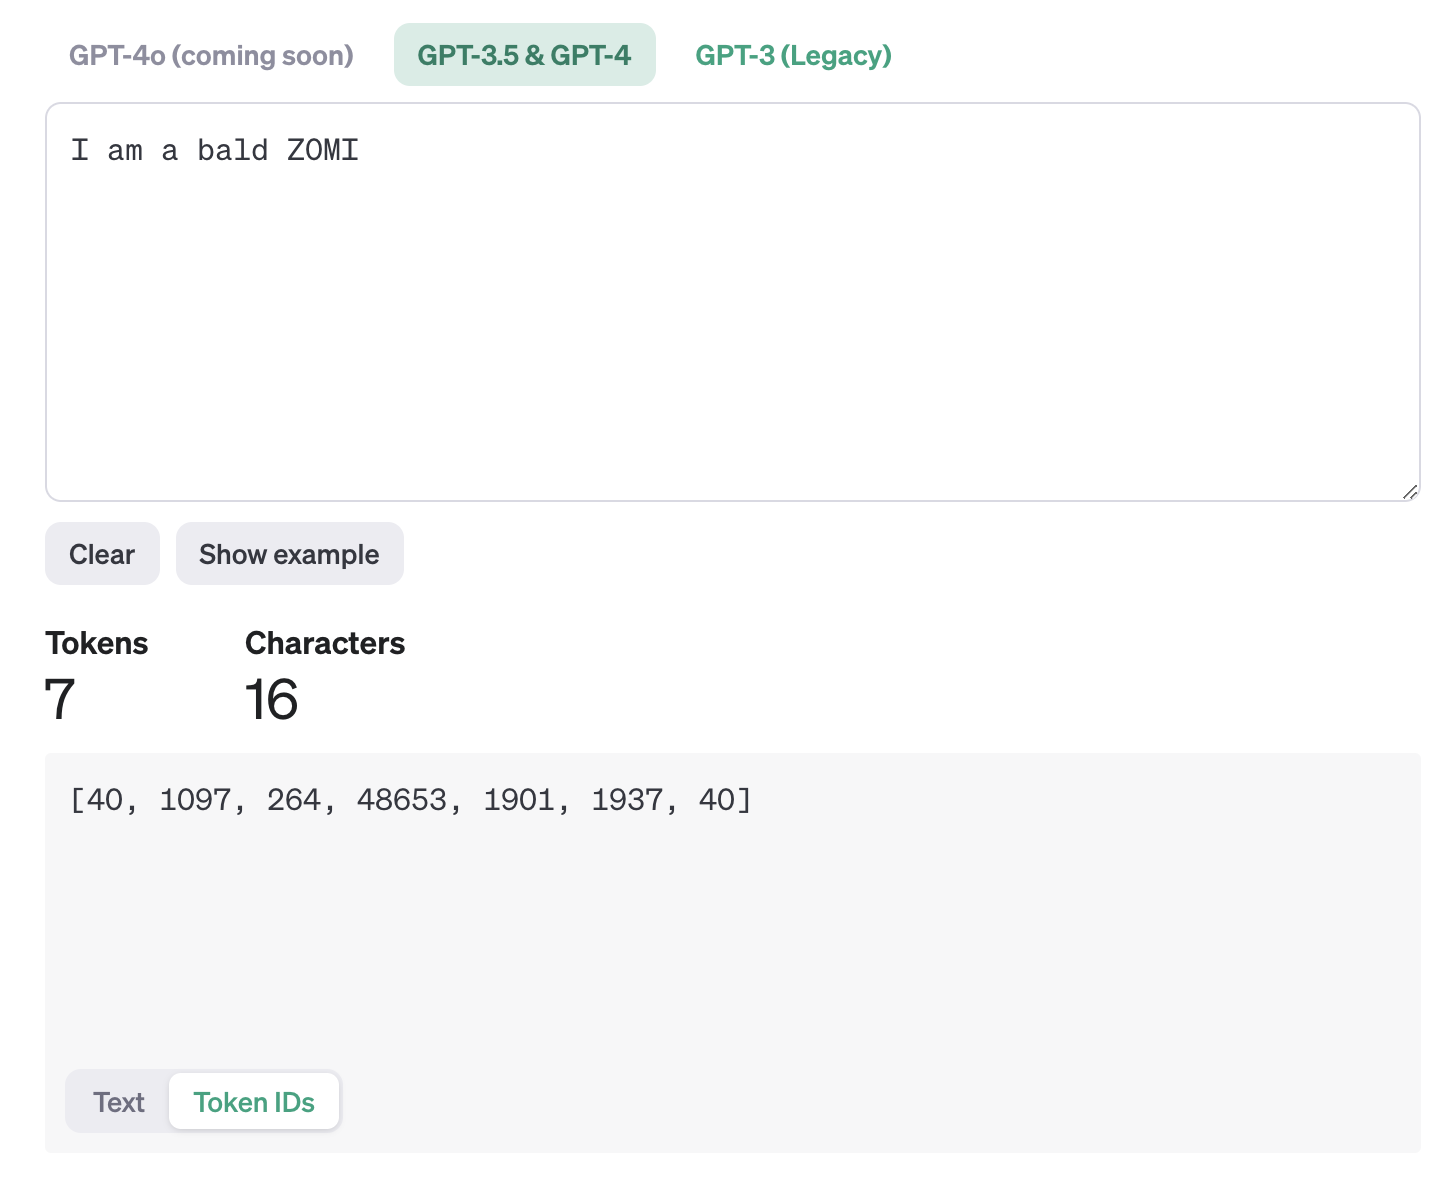 GPT-4o (coming soon) GPT-3.5 & GPT-4 GPT-3 (Legacy)
I am a bald ZOMI
Clear Show example
Tokens Characters
7 16
[40, 1097, 264, 48653, 1901, 1937, 40]
Text Token IDs